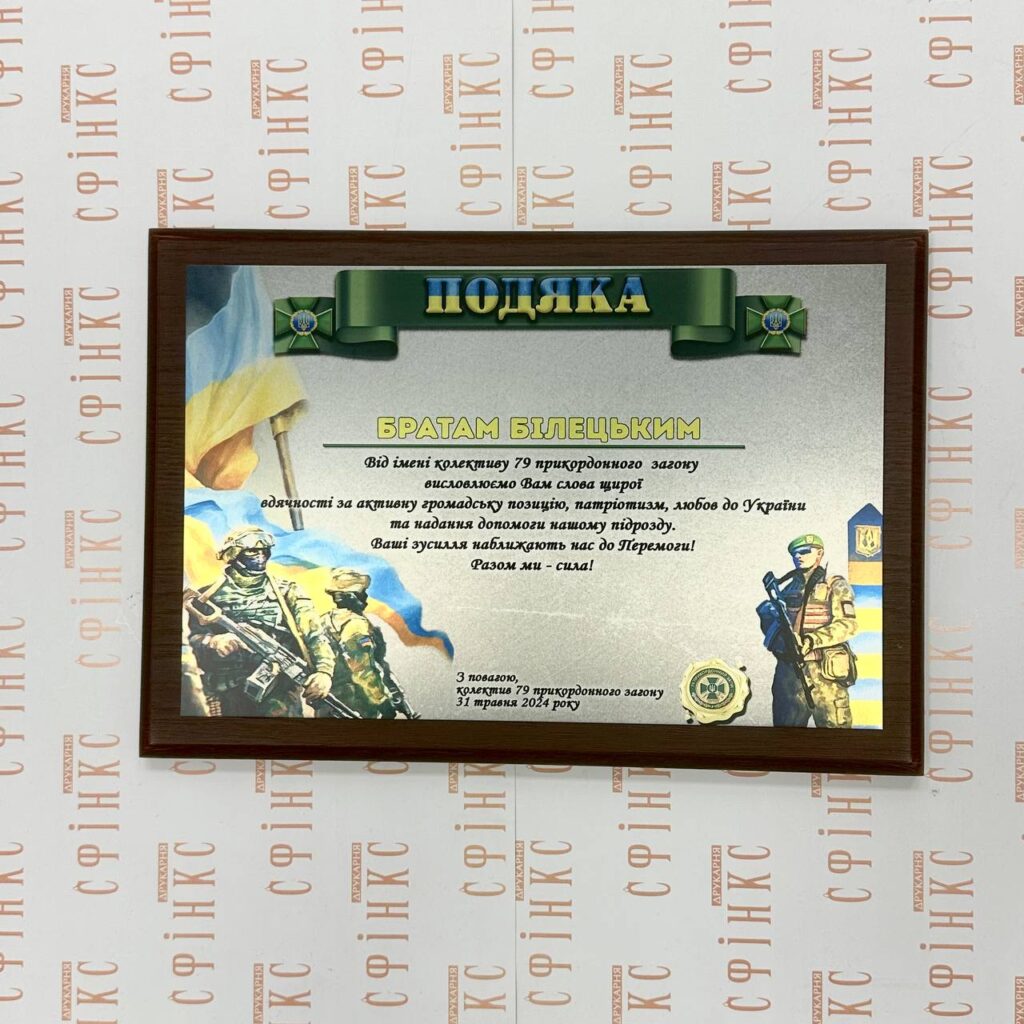 ПОДЯКА
БРАТАМ БІЛЕЦЬКИМ
Від імені колективу 79 прикордонного загону
висловлюємо Вам слова щирої
вдячності за активну громадську позицію, патріотизм, любов до України
та надання допомоги нашому підрозду.
Ваші зусилля наближають нас до Перемоги!
Разом ми - сила!
З повагою,
колектив 79 прикордонного загону
31 травня 2024 року
ДРУКАРНЯ
СФІНКС